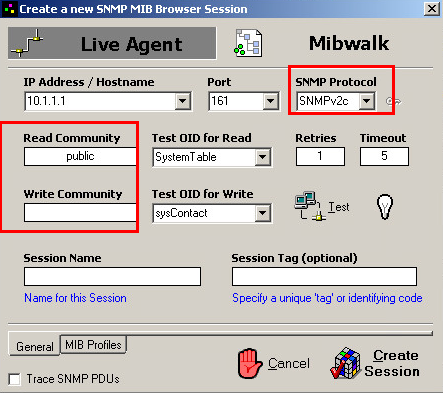 Create a new SNMP MIB Browser Session
Live Agent
Mibwalk
IP Address / Hostname
Port
SNMP Protocol
10.1.1.1
161
SNMPv2c
Read Community
Test OID for Read
Retries
Timeout
public
SystemTable
1
5
Write Community
Test OID for Write
sysContact
Test
Session Name
Session Tag (optional)
Name for this Session
Specify a unique 'tag' or identifying code
General
MIB Profiles
Trace SNMP PDUs
Cancel
Create
Session